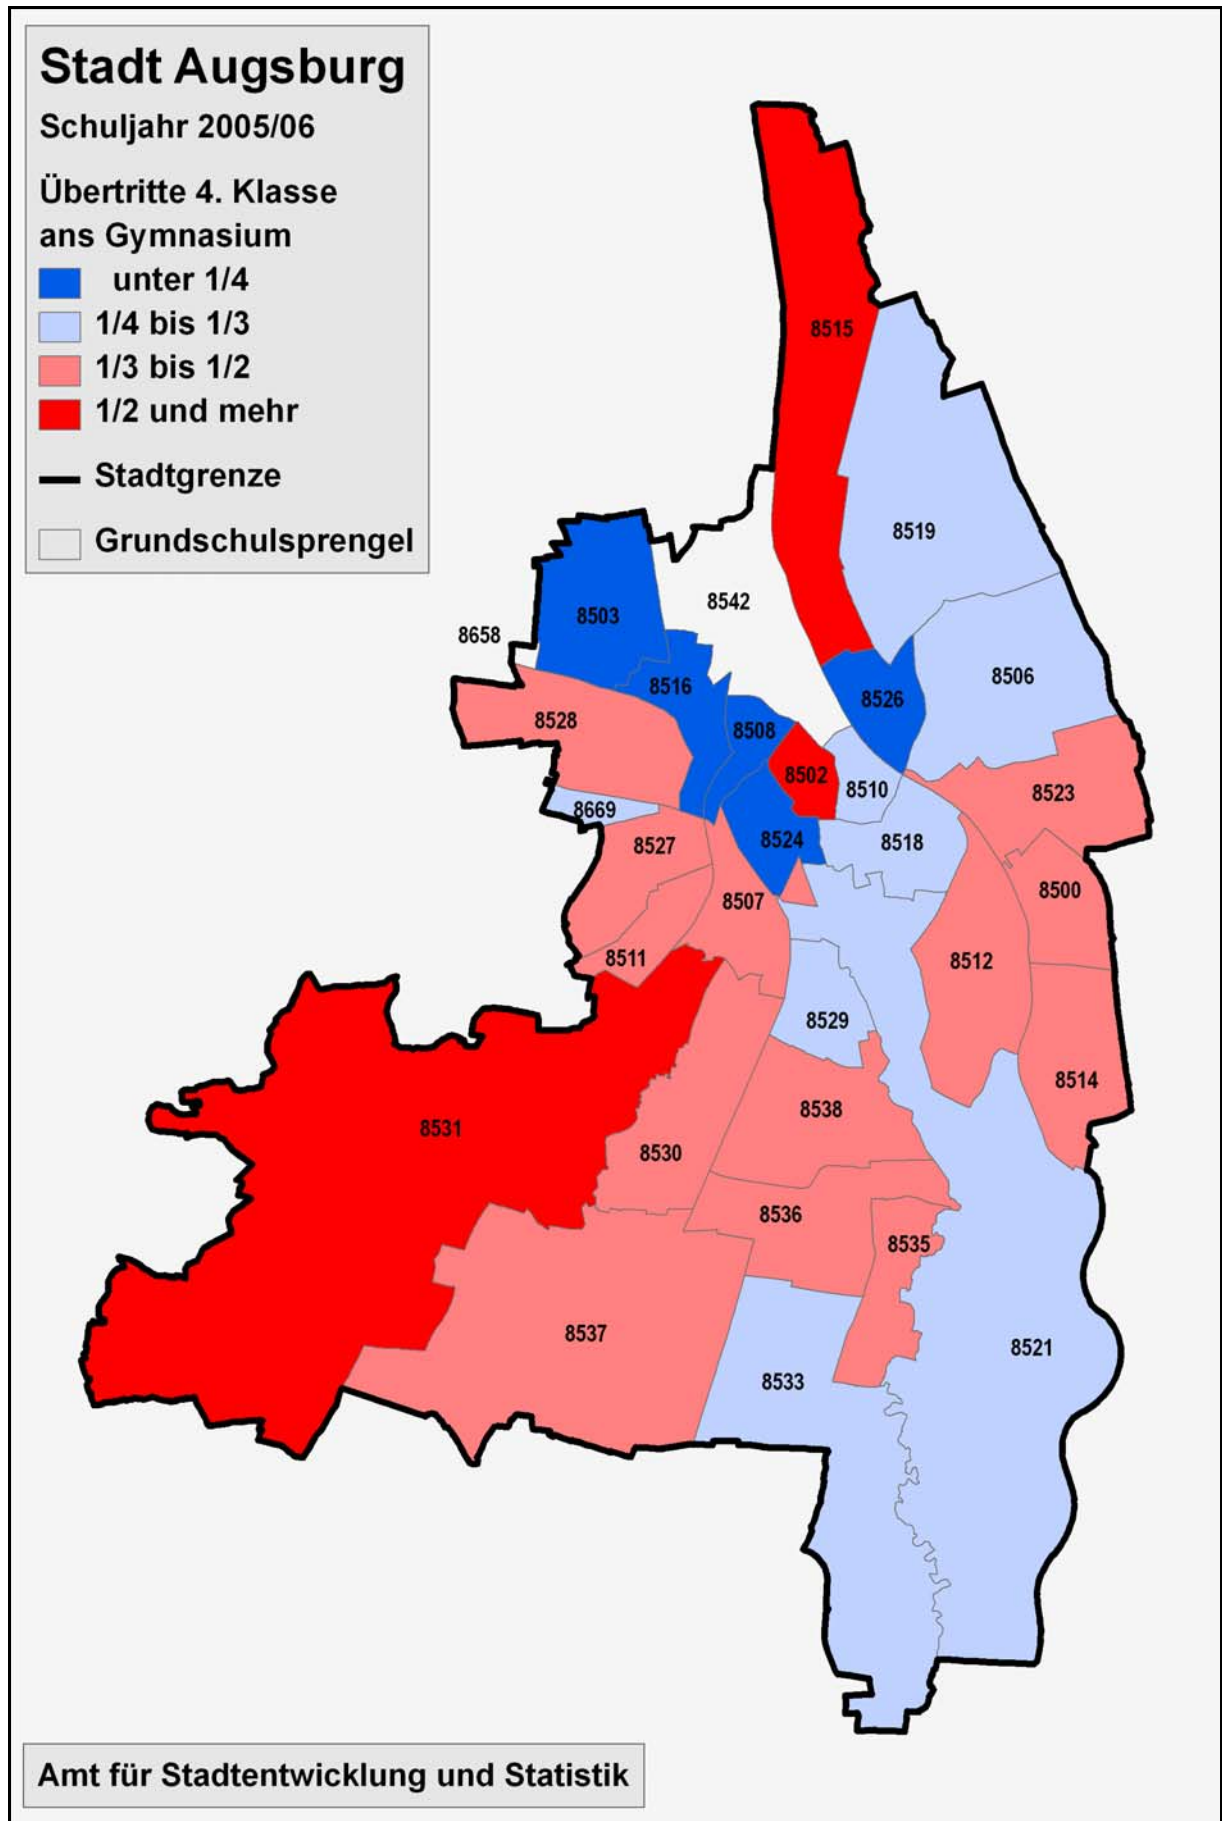 Stadt Augsburg
Schuljahr 2005/06
Übertritte 4. Klasse
ans Gymnasium
unter 1/4
1/4 bis 1/3
1/3 bis 1/2
1/2 und mehr
Stadtgrenze
Grundschulsprengel
8515
8519
8542
8503
8658
8506
8516
8526
8528
8508
8502
8510
8523
8669
8524
8518
8527
8500
8507
8511
8512
8529
8514
8538
8531
8530
8536
8535
8537
8521
8533
Amt für Stadtentwicklung und Statistik